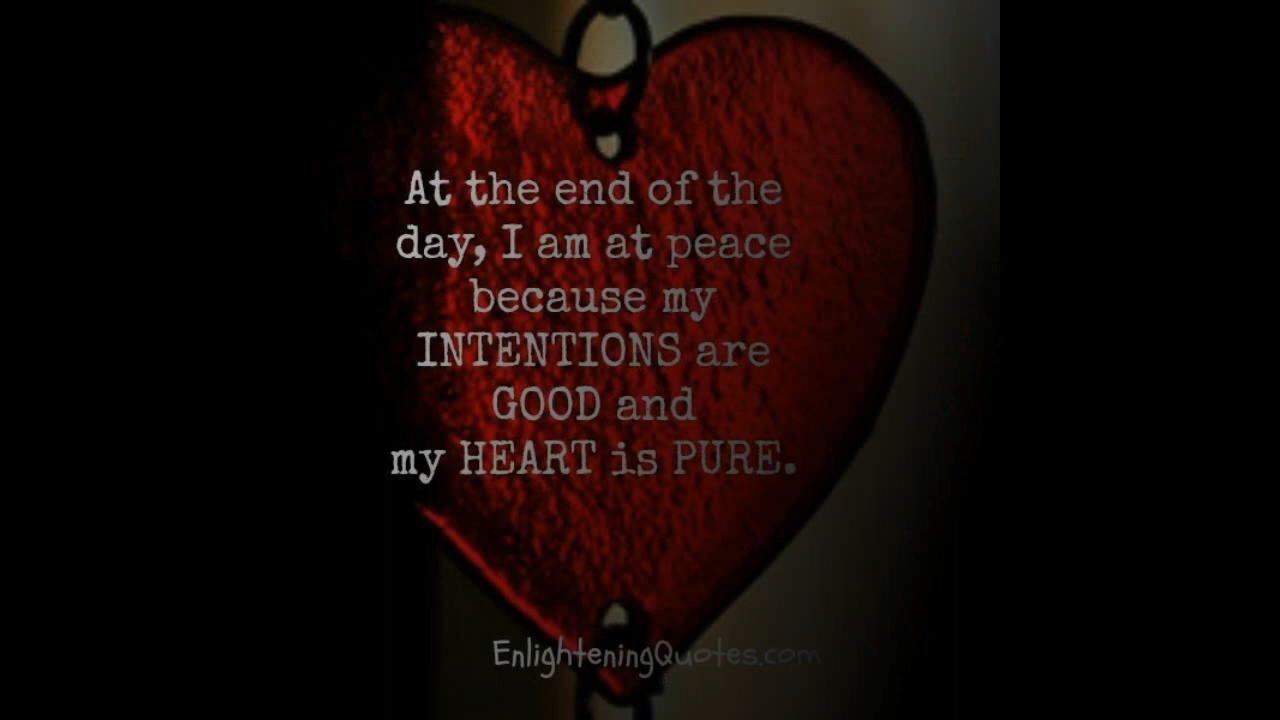 At the end of the
day, I am at peace
because my
INTENTIONS are
GOOD and
my HEART is PURE.
EnlighteningQuotes.com